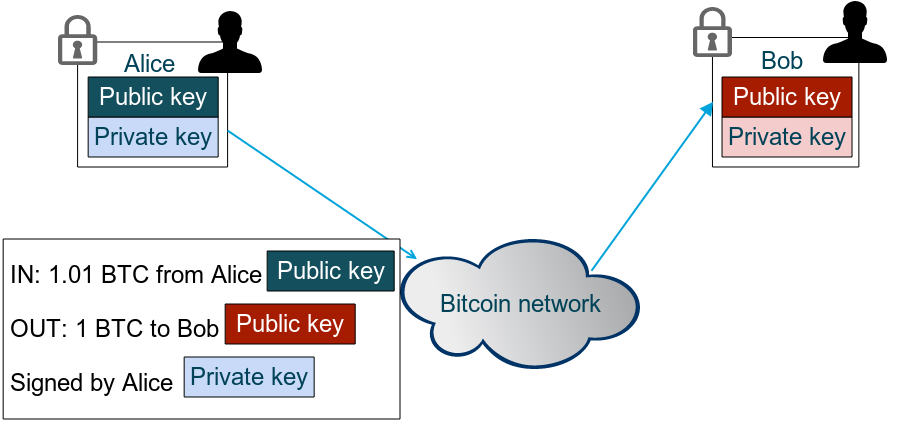 Alice
Public key
Private key
Bob
Public key
Private key
IN: 1.01 BTC from Alice Public key
OUT: 1 BTC to Bob Public key
Signed by Alice Private key
Bitcoin network